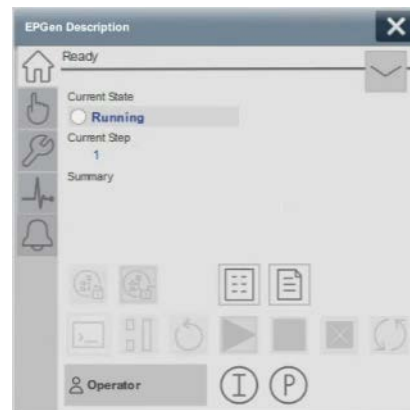 EPGen Description
Ready
Current State
Running
Current Step
1
Summary
Operator
I P